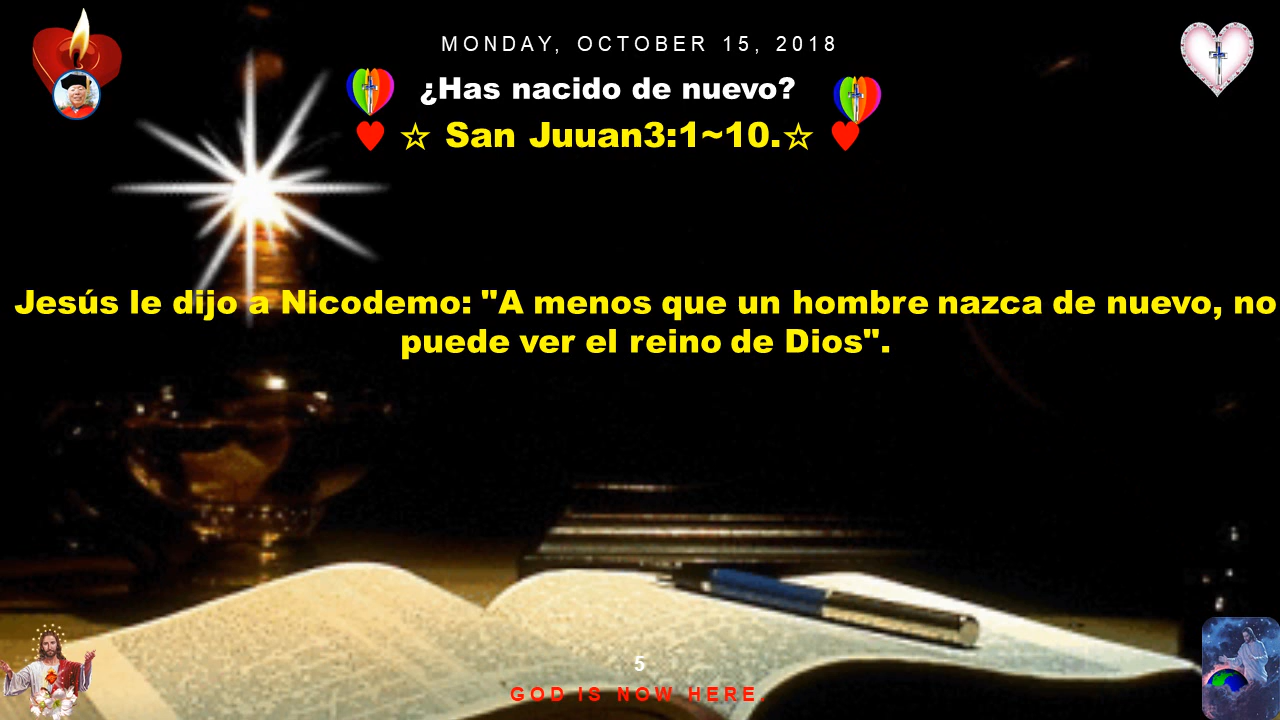 MONDAY, OCTOBER 15, 2018
¿Has nacido de nuevo?
♥ ☆ San Juuan3:1~10.☆ ♥
Jesús le dijo a Nicodemo: "A menos que un hombre nazca de nuevo, no
puede ver el reino de Dios".
5
GOD IS NOW HERE.